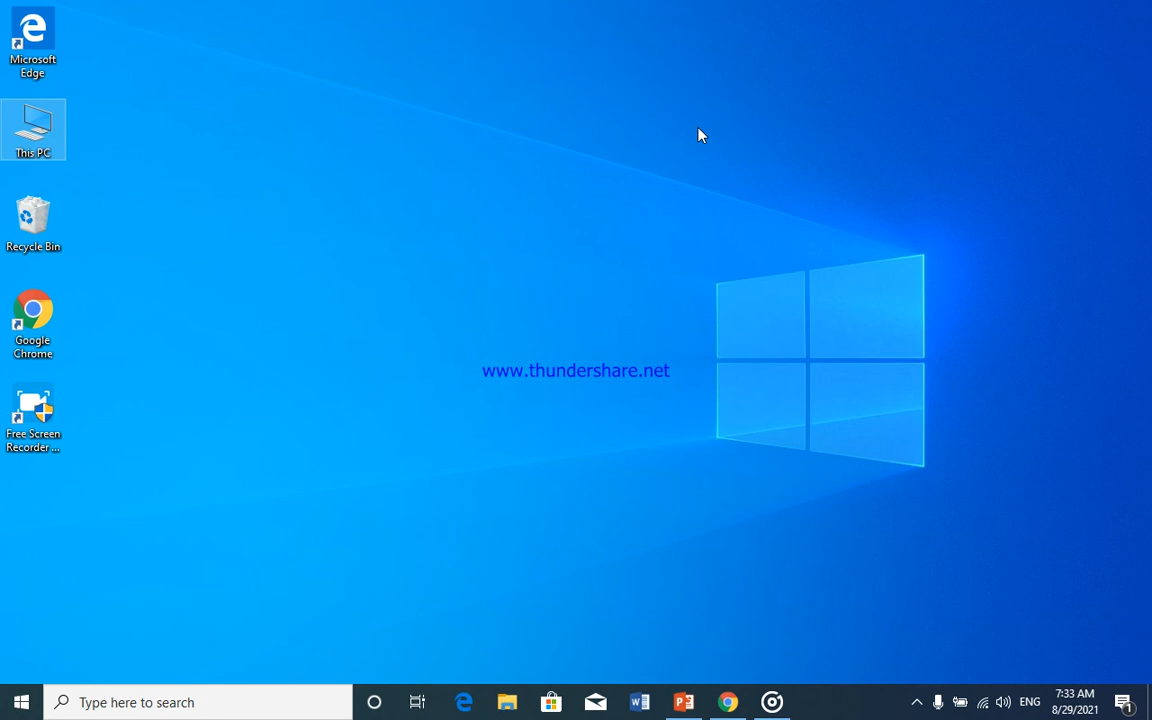 Microsoft
Edge
This PC
Recycle Bin
Google
Chrome
Free Screen
Recorder ...
www.thundershare.net
Type here to search
ENG
7:33 AM
8/29/2021
1